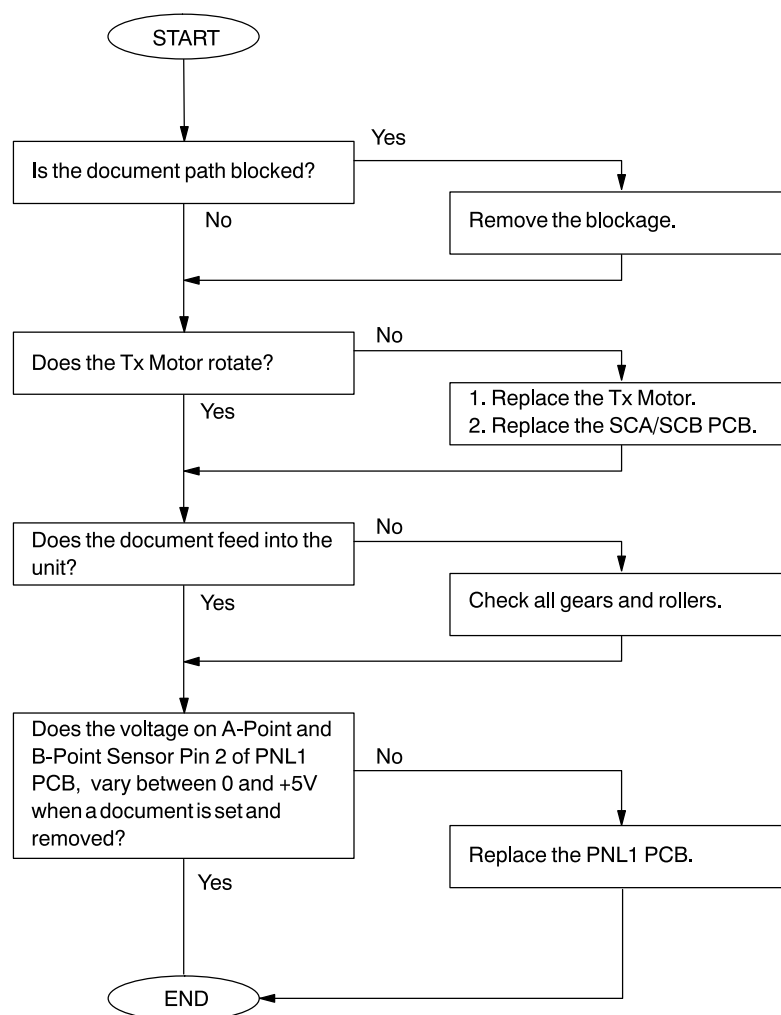 START
Is the document path blocked?
Yes
No
Remove the blockage.
Does the Tx Motor rotate?
No
Yes
1. Replace the Tx Motor.
2. Replace the SCA/SCB PCB.
Does the document feed into the
unit?
No
Yes
Check all gears and rollers.
Does the voltage on A-Point and
B-Point Sensor Pin 2 of PNL1
PCB, vary between 0 and +5V
when a document is set and
removed?
No
Yes
Replace the PNL1 PCB.
END